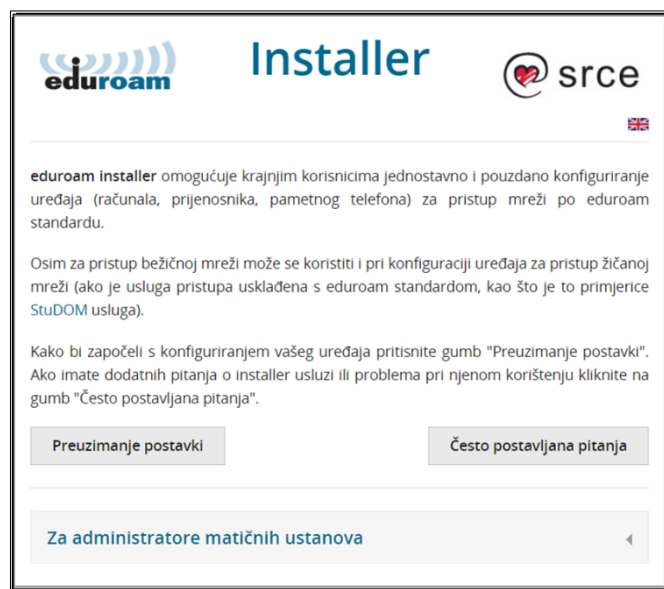 eduroam
Installer
srce
eduroam installer omogućuje krajnjim korisnicima jednostavno i pouzdano konfiguriranje
uređaja (računala, prijenosnika, pametnog telefona) za pristup mreži po eduroam
standardu.
Osim za pristup bežičnoj mreži može se koristiti i pri konfiguraciji uređaja za pristup žičanoj
mreži (ako je usluga pristupa usklađena s eduroam standardom, kao što je to primjerice
StuDOM usluga).
Kako bi započeli s konfiguriranjem vašeg uređaja pritisnite gumb "Preuzimanje postavki".
Ako imate dodatnih pitanja o installer usluzi ili problema pri njenom korištenju kliknite na
gumb "Često postavljana pitanja".
Preuzimanje postavki
Često postavljana pitanja
Za administratore matičnih ustanova